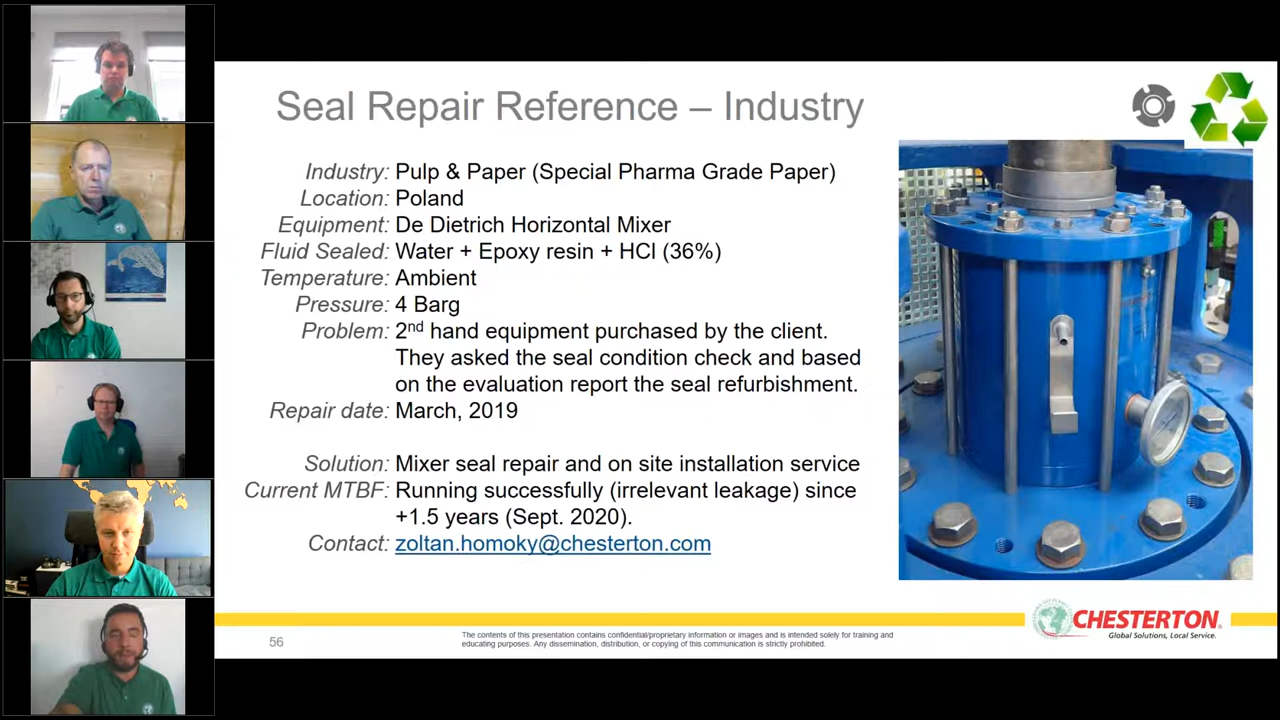 Seal Repair Reference – Industry
Industry: Pulp & Paper (Special Pharma Grade Paper)
Location: Poland
Equipment: De Dietrich Horizontal Mixer
Fluid Sealed: Water + Epoxy resin + HCl (36%)
Temperature: Ambient
Pressure: 4 Barg
Problem: 2nd hand equipment purchased by the client.
They asked the seal condition check and based
on the evaluation report the seal refurbishment.
Repair date: March, 2019
Solution: Mixer seal repair and on site installation service
Current MTBF: Running successfully (irrelevant leakage) since
+1.5 years (Sept. 2020).
Contact: zoltan.homoky@chesterton.com
CHESTERTON®
Global Solutions, Local Service.
56
The contents of this presentation contains confidential/proprietary information or images and is intended solely for training and
educating purposes. Any dissemination, distribution, or copying of this communication is strictly prohibited.